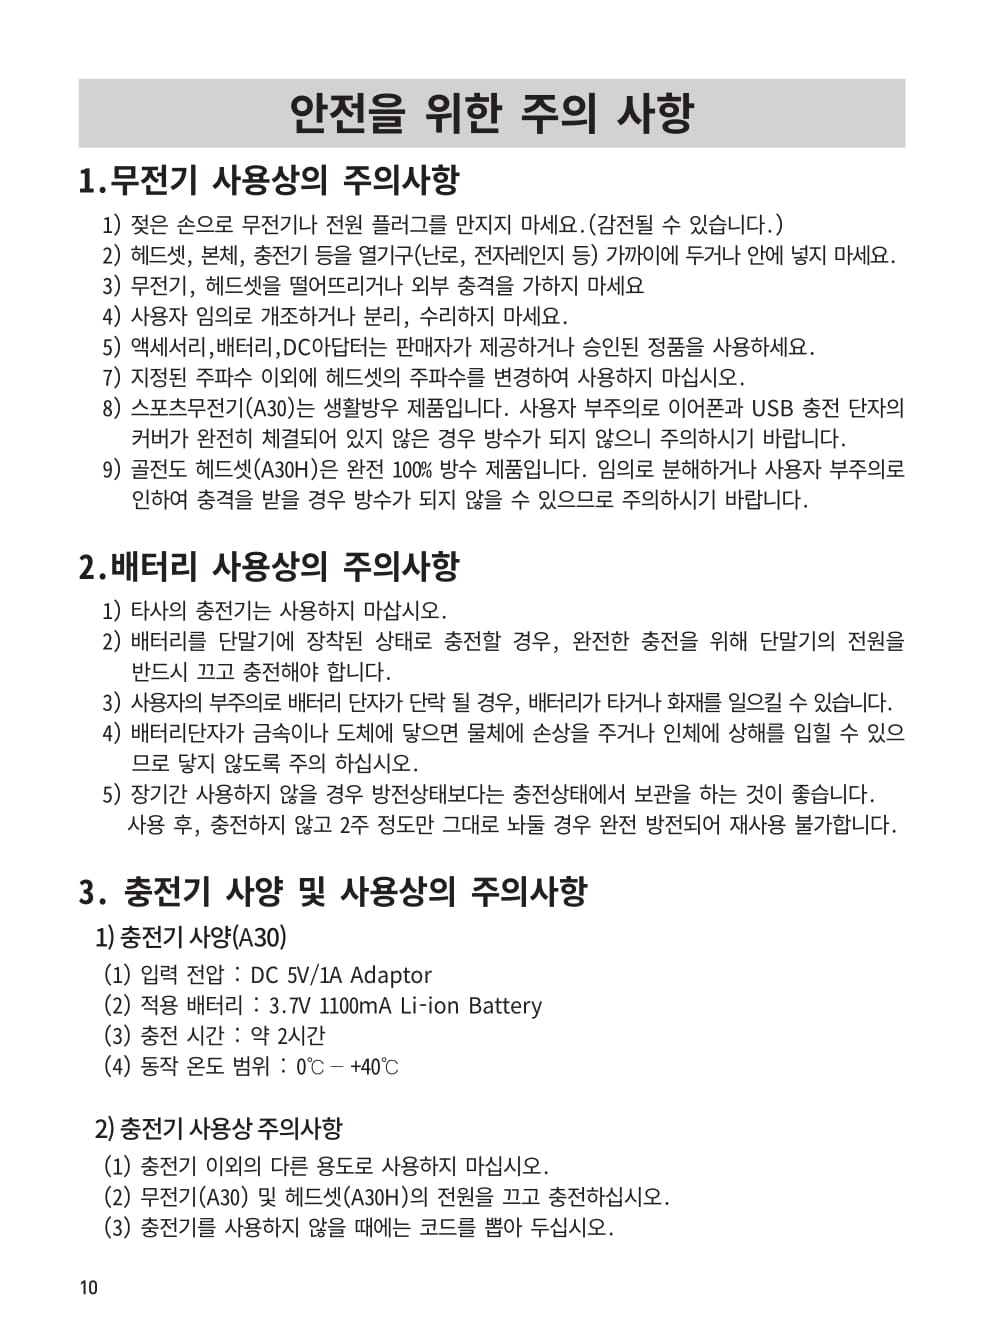 안전을 위한 주의 사항
1.무전기 사용상의 주의사항
1) 젖은 손으로 무전기나 전원 플러그를 만지지 마세요.(감전될 수 있습니다.)
2) 헤드셋, 본체, 충전기 등을 열기구(난로, 전자레인지 등) 가까이에 두거나 안에 넣지 마세요.
3) 무전기, 헤드셋을 떨어뜨리거나 외부 충격을 가하지 마세요
4) 사용자 임의로 개조하거나 분리, 수리하지 마세요.
5) 액세서리,배터리,DC아답터는 판매자가 제공하거나 승인된 정품을 사용하세요.
7) 지정된 주파수 이외에 헤드셋의 주파수를 변경하여 사용하지 마십시오.
8) 스포츠무전기(A30)는 생활방우 제품입니다. 사용자 부주의로 이어폰과 USB 충전 단자의
커버가 완전히 체결되어 있지 않은 경우 방수가 되지 않으니 주의하시기 바랍니다.
9) 골전도 헤드셋(A30H)은 완전 100% 방수 제품입니다. 임의로 분해하거나 사용자 부주의로
인하여 충격을 받을 경우 방수가 되지 않을 수 있으므로 주의하시기 바랍니다.
2.배터리 사용상의 주의사항
1) 타사의 충전기는 사용하지 마삽시오.
2) 배터리를 단말기에 장착된 상태로 충전할 경우, 완전한 충전을 위해 단말기의 전원을
반드시 끄고 충전해야 합니다.
3) 사용자의 부주의로 배터리 단자가 단락 될 경우, 배터리가 타거나 화재를 일으킬 수 있습니다.
4) 배터리단자가 금속이나 도체에 닿으면 물체에 손상을 주거나 인체에 상해를 입힐 수 있으
므로 닿지 않도록 주의 하십시오.
5) 장기간 사용하지 않을 경우 방전상태보다는 충전상태에서 보관을 하는 것이 좋습니다.
사용 후, 충전하지 않고 2주 정도만 그대로 놔둘 경우 완전 방전되어 재사용 불가합니다.
3. 충전기 사양 및 사용상의 주의사항
1) 충전기 사양(A30)
(1) 입력 전압 : DC 5V/1A Adaptor
(2) 적용 배터리 : 3.7V 1100mA Li-ion Battery
(3) 충전 시간 : 약 2시간
(4) 동작 온도 범위 : 0℃ – +40℃
2) 충전기 사용상 주의사항
(1) 충전기 이외의 다른 용도로 사용하지 마십시오.
(2) 무전기(A30) 및 헤드셋(A30H)의 전원을 끄고 충전하십시오.
(3) 충전기를 사용하지 않을 때에는 코드를 뽑아 두십시오.
10